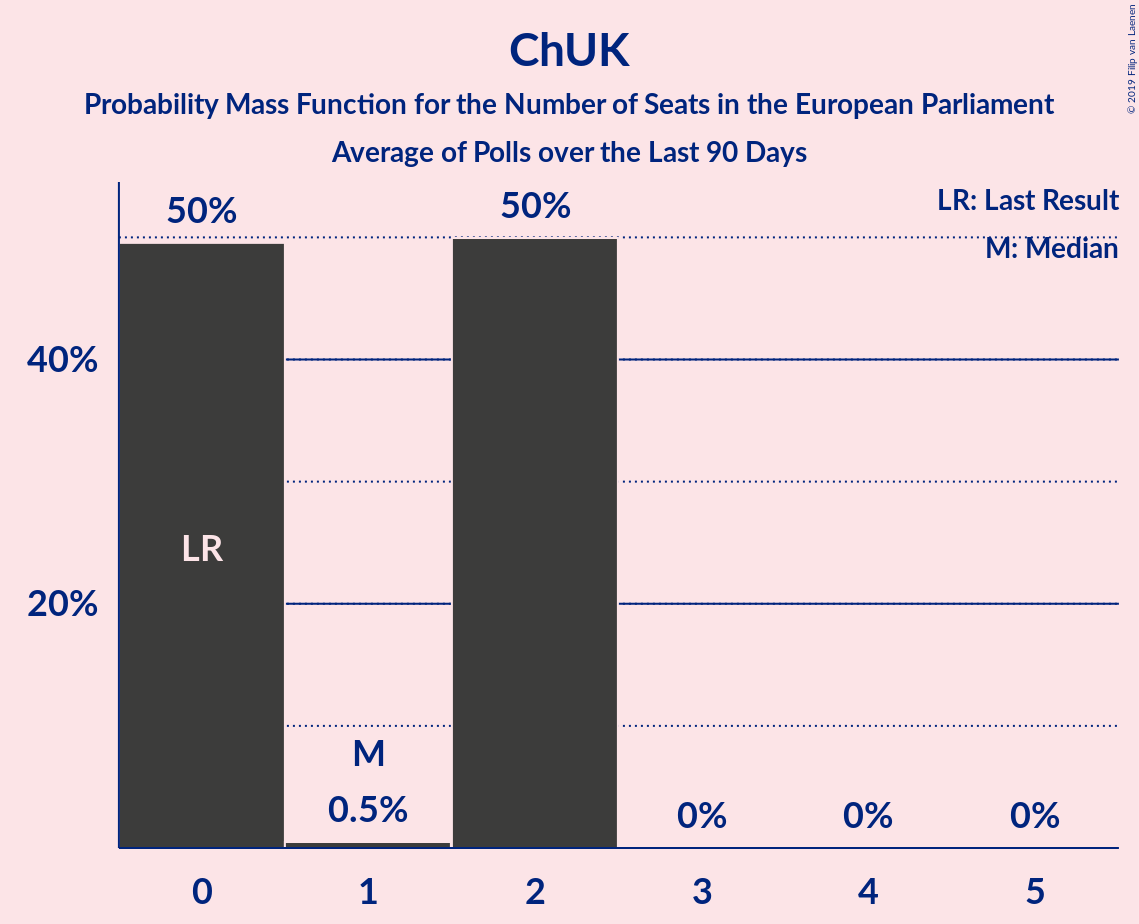 ChUK
Probability Mass Function for the Number of Seats in the European Parliament
Average of Polls over the Last 90 Days
© 2019 Filip van Laenen
LR: Last Result
M: Median
50%
50%
40%
LR
20%
M
0.5%
0%
0%
0%
0
1
2
3
4
5